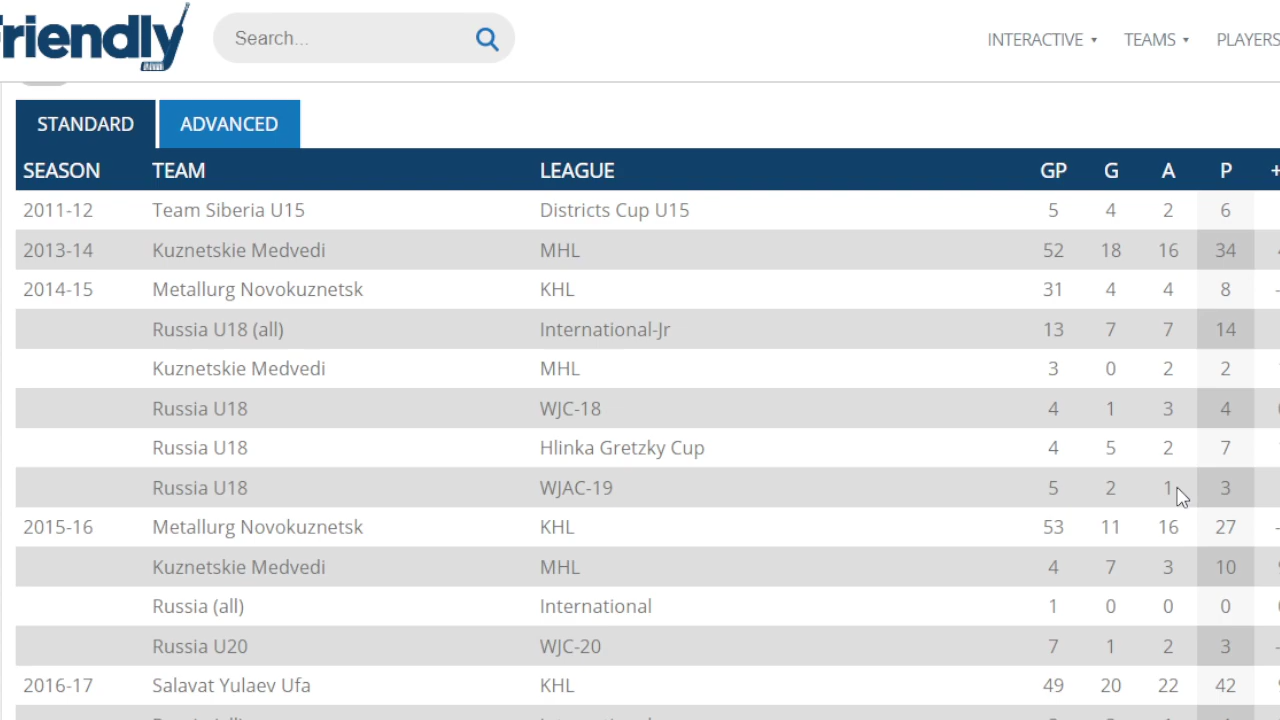 Friendly
Search...
INTERACTIVE ▾ TEAMS ▾ PLAYERS
STANDARD ADVANCED
SEASON TEAM LEAGUE GP G A P +
2011-12 Team Siberia U15 Districts Cup U15 5 4 2 6
2013-14 Kuznetskie Medvedi MHL 52 18 16 34
2014-15 Metallurg Novokuznetsk KHL 31 4 4 8 -
Russia U18 (all) International-Jr 13 7 7 14
Kuznetskie Medvedi MHL 3 0 2 2
Russia U18 WJC-18 4 1 3 4
Russia U18 Hlinka Gretzky Cup 4 5 2 7
Russia U18 WJAC-19 5 2 1 3
2015-16 Metallurg Novokuznetsk KHL 53 11 16 27 -
Kuznetskie Medvedi MHL 4 7 3 10
Russia (all) International 1 0 0 0
Russia U20 WJC-20 7 1 2 3 -
2016-17 Salavat Yulaev Ufa KHL 49 20 22 42